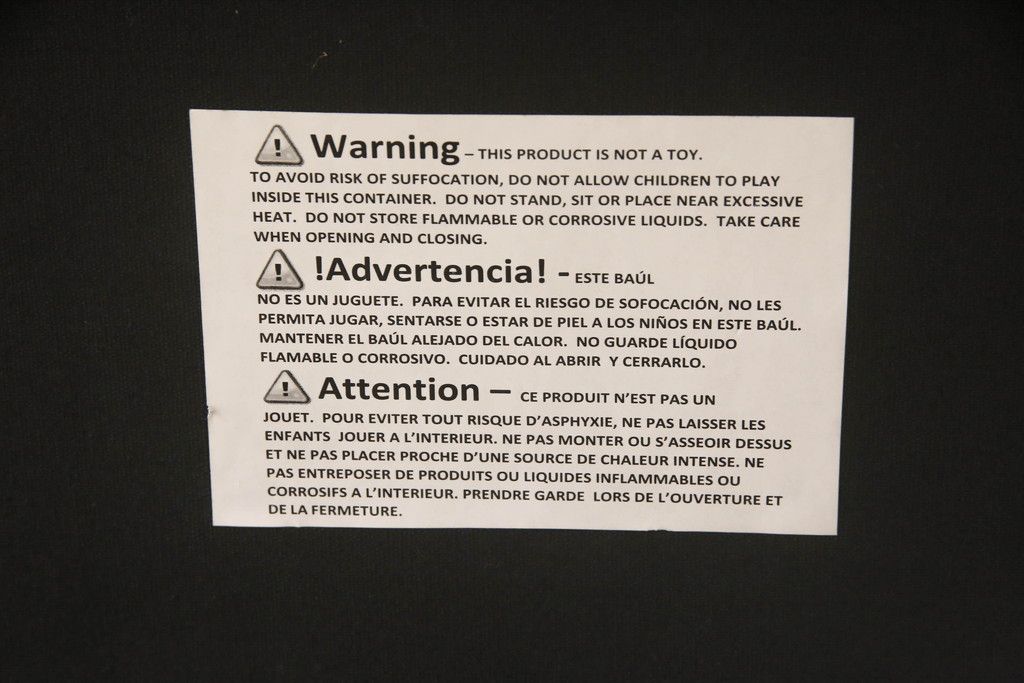 Warning – THIS PRODUCT IS NOT A TOY.
TO AVOID RISK OF SUFFOCATION, DO NOT ALLOW CHILDREN TO PLAY
INSIDE THIS CONTAINER. DO NOT STAND, SIT OR PLACE NEAR EXCESSIVE
HEAT. DO NOT STORE FLAMMABLE OR CORROSIVE LIQUIDS. TAKE CARE
WHEN OPENING AND CLOSING.
!Advertencia! - ESTE BAÚL
NO ES UN JUGUETE. PARA EVITAR EL RIESGO DE SOFOCACIÓN, NO LES
PERMITA JUGAR, SENTARSE O ESTAR DE PIEL A LOS NIÑOS EN ESTE BAÚL.
MANTENER EL BAÚL ALEJADO DEL CALOR. NO GUARDE LÍQUIDO
FLAMABLE O CORROSIVO. CUIDADO AL ABRIR Y CERRARLO.
Attention – CE PRODUIT N'EST PAS UN
JOUET. POUR EVITER TOUT RISQUE D'ASPHYXIE, NE PAS LAISSER LES
ENFANTS JOUER A L'INTERIEUR. NE PAS MONTER OU S'ASSEOIR DESSUS
ET NE PAS PLACER PROCHE D'UNE SOURCE DE CHALEUR INTENSE. NE
PAS ENTREPOSER DE PRODUITS OU LIQUIDES INFLAMMABLES OU
CORROSIFS A L'INTERIEUR. PRENDRE GARDE LORS DE L'OUVERTURE ET
DE LA FERMETURE.